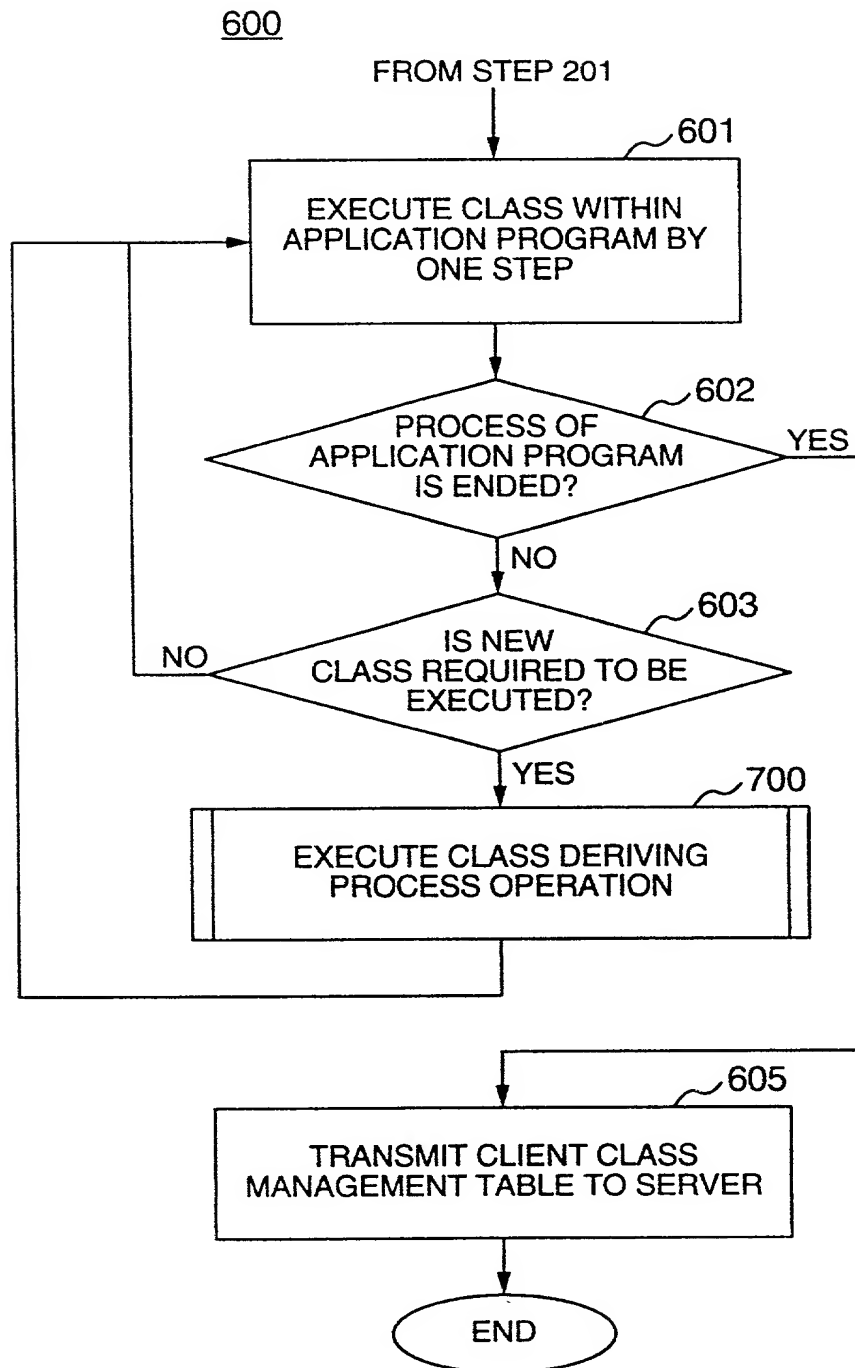 600
FROM STEP 201
601
EXECUTE CLASS WITHIN
APPLICATION PROGRAM BY
ONE STEP
602
PROCESS OF
APPLICATION PROGRAM
IS ENDED?
YES
NO
603
IS NEW
CLASS REQUIRED TO BE
EXECUTED?
NO
YES
700
EXECUTE CLASS DERIVING
PROCESS OPERATION
605
TRANSMIT CLIENT CLASS
MANAGEMENT TABLE TO SERVER
END